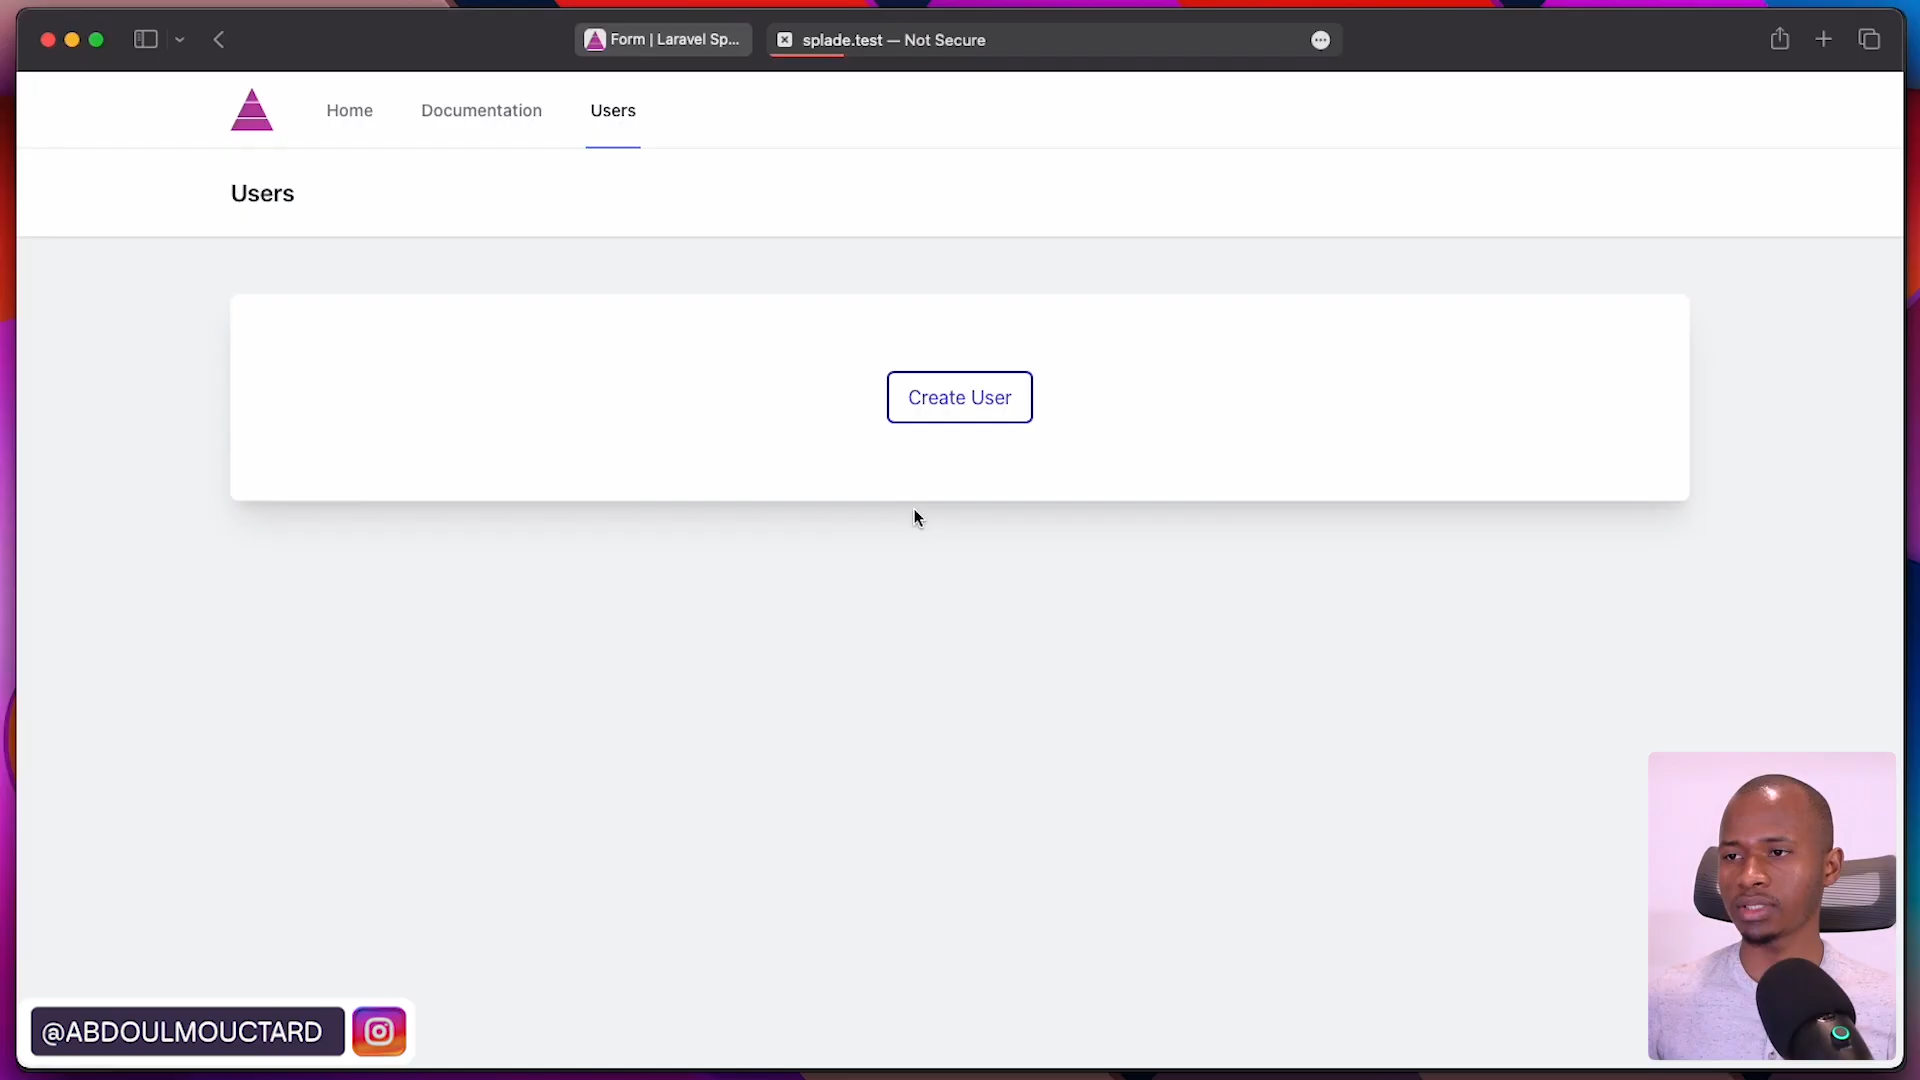 Form | Laravel Sp...
splade.test — Not Secure
Home
Documentation
Users
Users
Create User
@ABDOULMOUCTARD